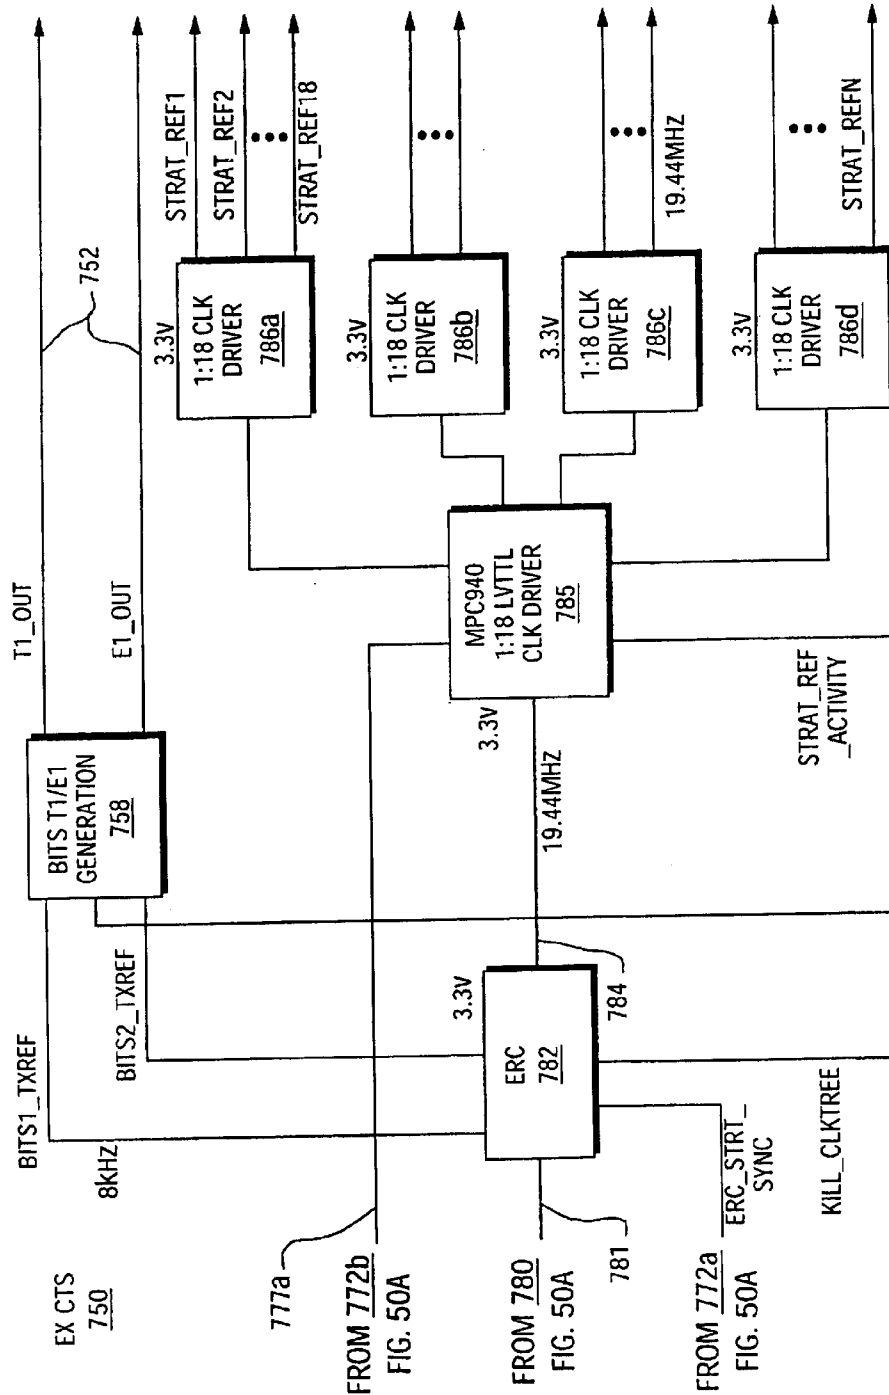 EX CTS
750
BITS1_TXREF
8kHZ
BITS2_TXREF
BITS T1/E1
GENERATION
758
T1_OUT
E1_OUT
752
777a
FROM 772b
FIG. 50A
FROM 780
FIG. 50A
781
FROM 772a
FIG. 50A
ERC_STRT_
SYNC
KILL_CLKTREE
3.3V
ERC
782
784
19.44MHZ
3.3V
MPC940
1:18 LVTTL
CLK DRIVER
785
STRAT_REF
_ACTIVITY
3.3V
1:18 CLK
DRIVER
786a
STRAT_REF1
STRAT_REF2
•••
STRAT_REF18
3.3V
1:18 CLK
DRIVER
786b
•••
3.3V
1:18 CLK
DRIVER
786c
•••
19.44MHZ
3.3V
1:18 CLK
DRIVER
786d
•••
STRAT_REFN